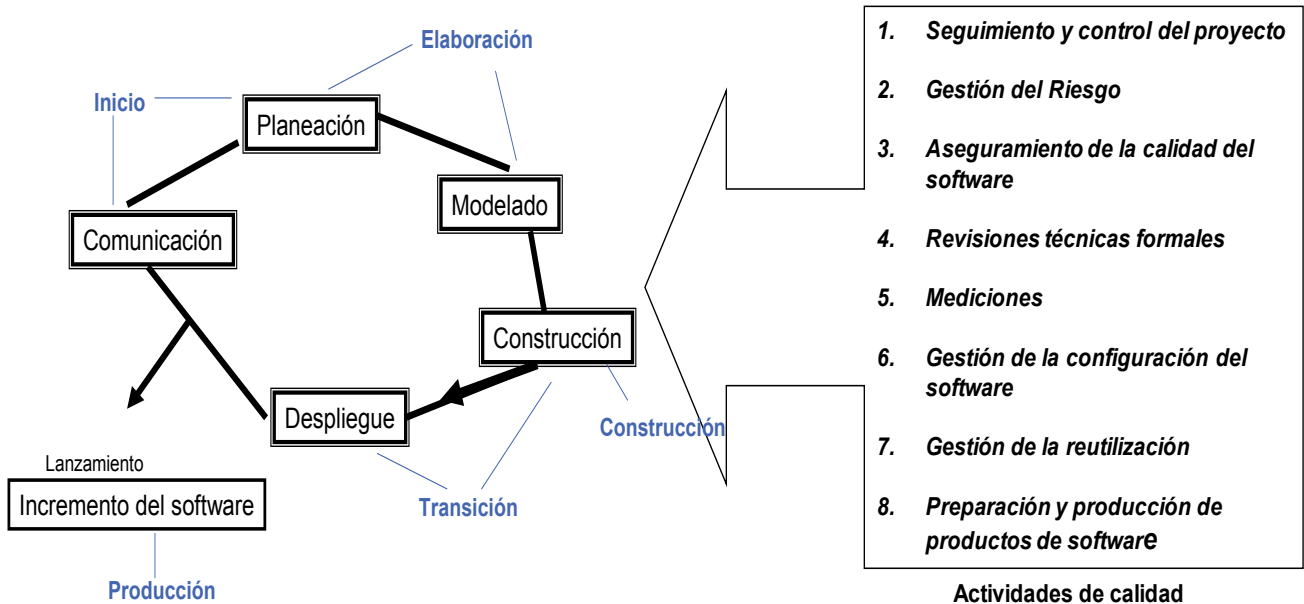 Elaboración
Inicio
Planeación
Modelado
Comunicación
Construcción
Despliegue
Construcción
Transición
Lanzamiento
Incremento del software
Producción
1. Seguimiento y control del proyecto
2. Gestión del Riesgo
3. Aseguramiento de la calidad del
software
4. Revisiones técnicas formales
5. Mediciones
6. Gestión de la configuración del
software
7. Gestión de la reutilización
8. Preparación y producción de
productos de software
Actividades de calidad